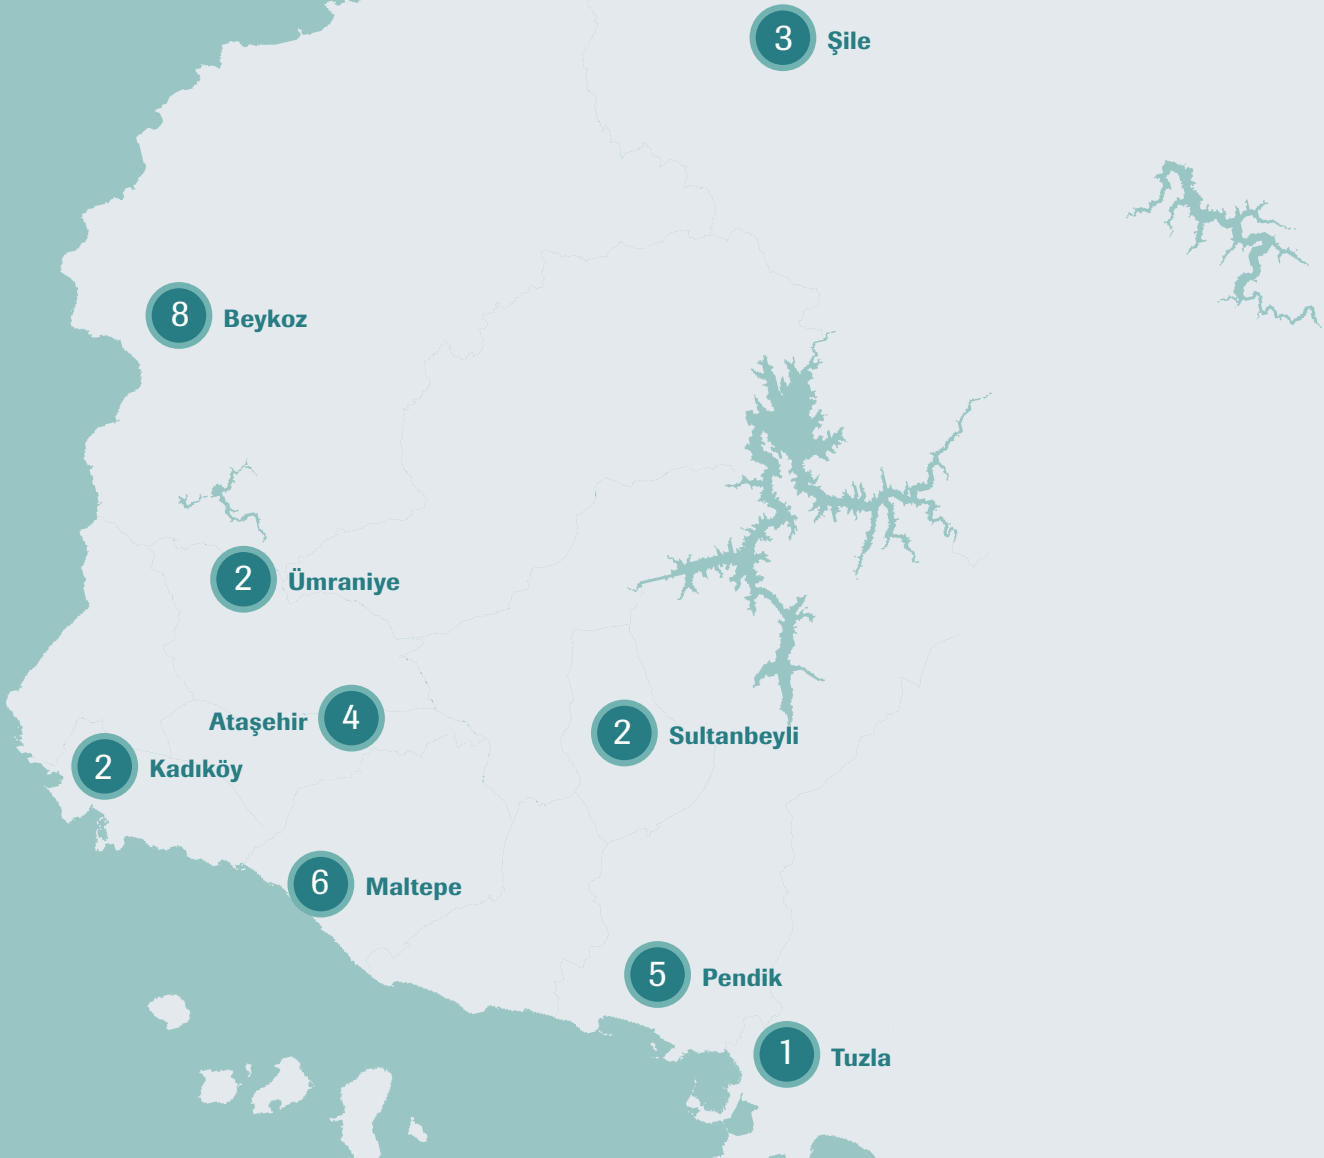 3 Şile
8 Beykoz
2 Ümraniye
Ataşehir 4
2 Sultanbeyli
2 Kadıköy
6 Maltepe
5 Pendik
1 Tuzla